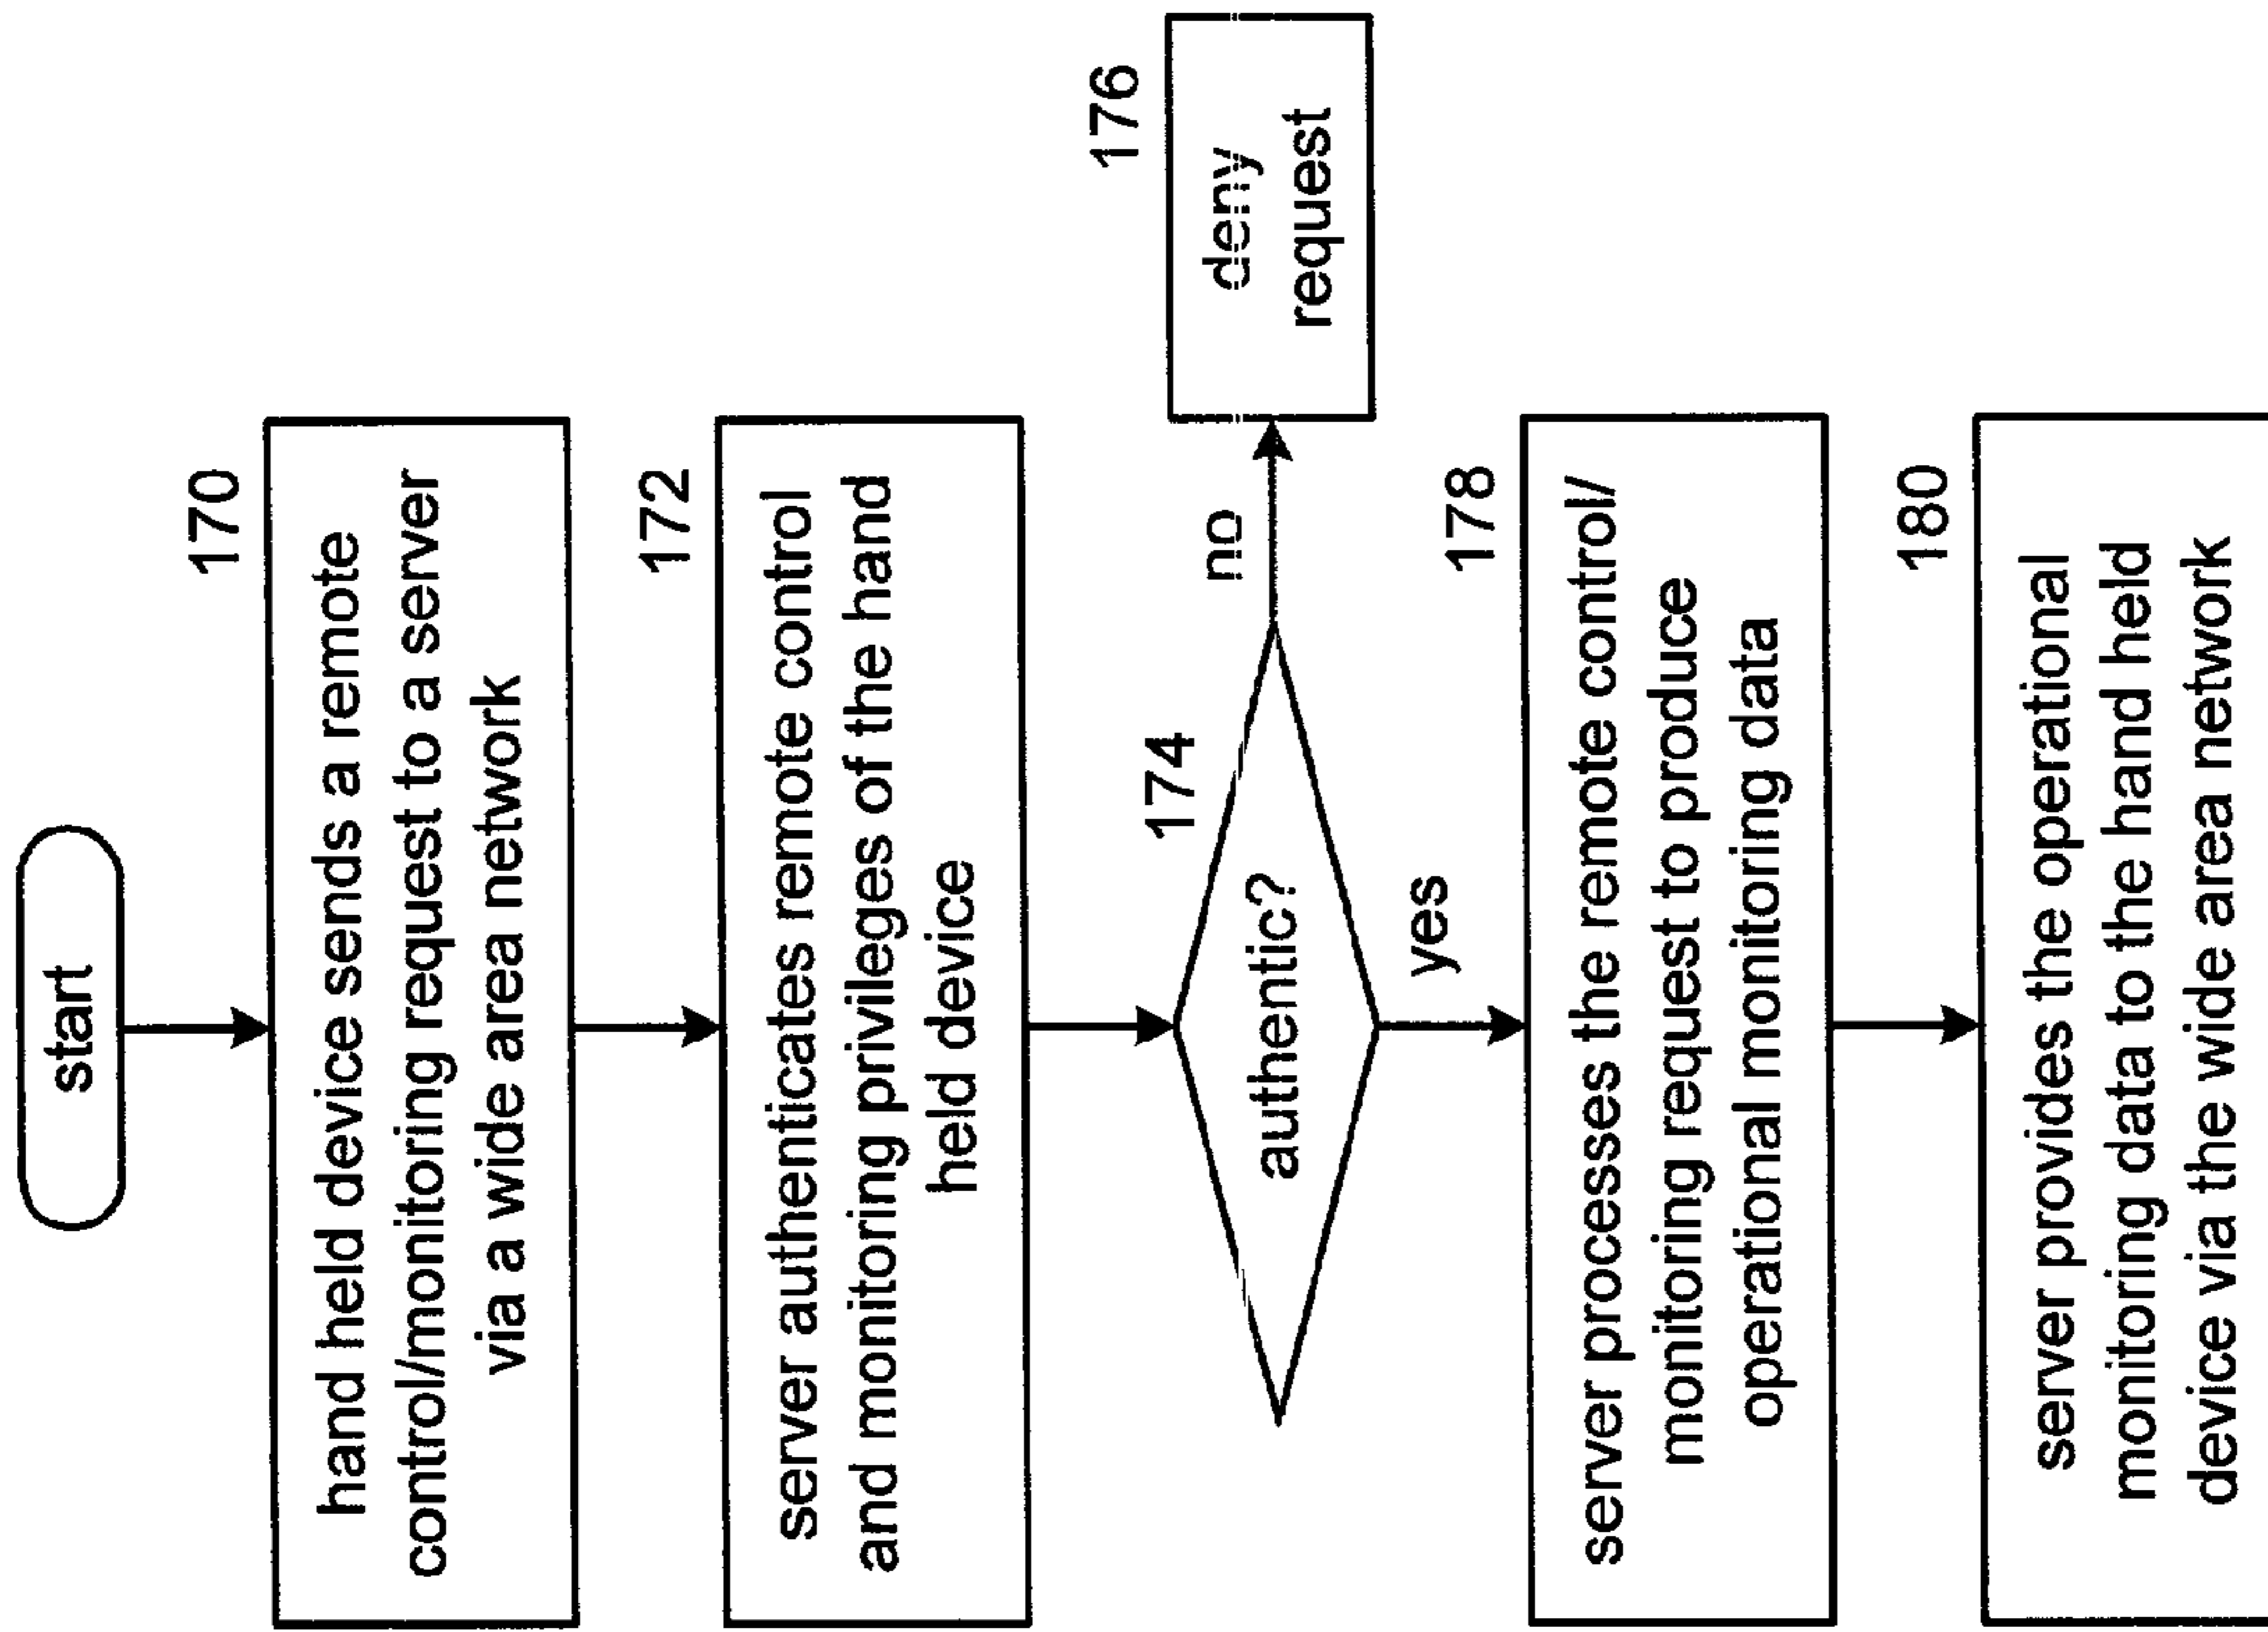 start
170
hand held device sends a remote
control/monitoring request to a server
via a wide area network
172
server authenticates remote control
and monitoring privileges of the hand
held device
174
authentic?
no
176
deny
request
yes
178
server processes the remote control/
monitoring request to produce
operational monitoring data
180
server provides the operational
monitoring data to the hand held
device via the wide area network